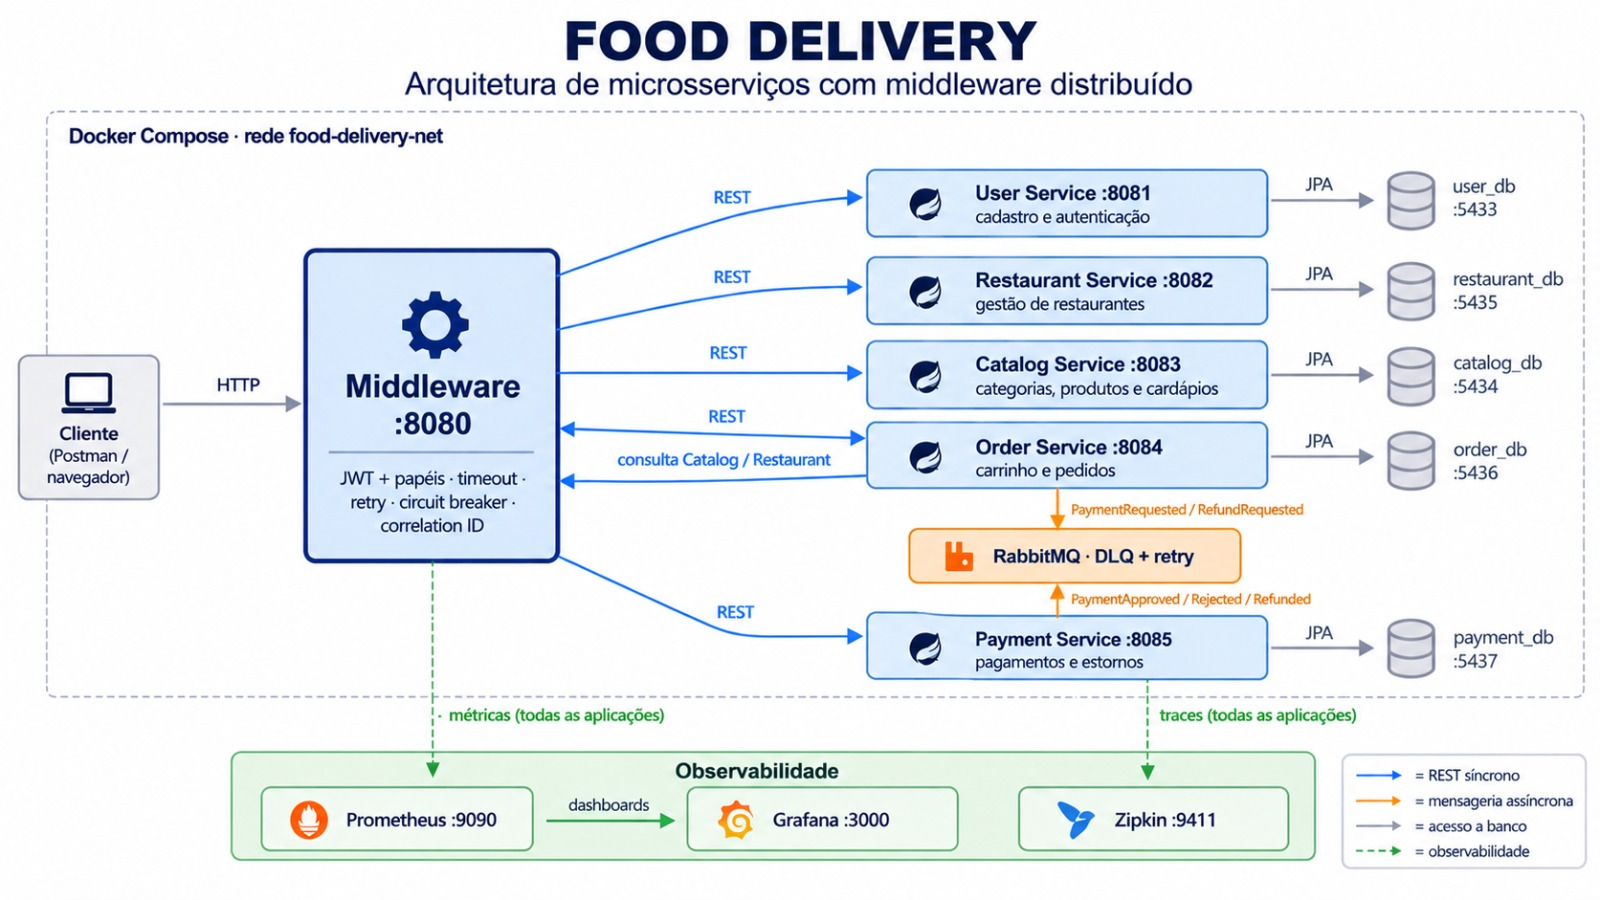 FOOD DELIVERY
Arquitetura de microsserviços com middleware distribuído
Docker Compose · rede food-delivery-net
Cliente
(Postman /
navegador)
HTTP
Middleware
:8080
JWT + papéis · timeout ·
retry · circuit breaker ·
correlation ID
REST
User Service :8081
cadastro e autenticação
JPA
user_db
:5433
REST
Restaurant Service :8082
gestão de restaurantes
JPA
restaurant_db
:5435
REST
Catalog Service :8083
categorias, produtos e cardápios
JPA
catalog_db
:5434
REST
consulta Catalog / Restaurant
Order Service :8084
carrinho e pedidos
JPA
order_db
:5436
PaymentRequested / RefundRequested
RabbitMQ · DLQ + retry
PaymentApproved / Rejected / Refunded
REST
Payment Service :8085
pagamentos e estornos
JPA
payment_db
:5437
· métricas (todas as aplicações)
traces (todas as aplicações)
Observabilidade
Prometheus :9090
dashboards
Grafana :3000
Zipkin :9411
= REST síncrono
= mensageria assíncrona
= acesso a banco
= observabilidade